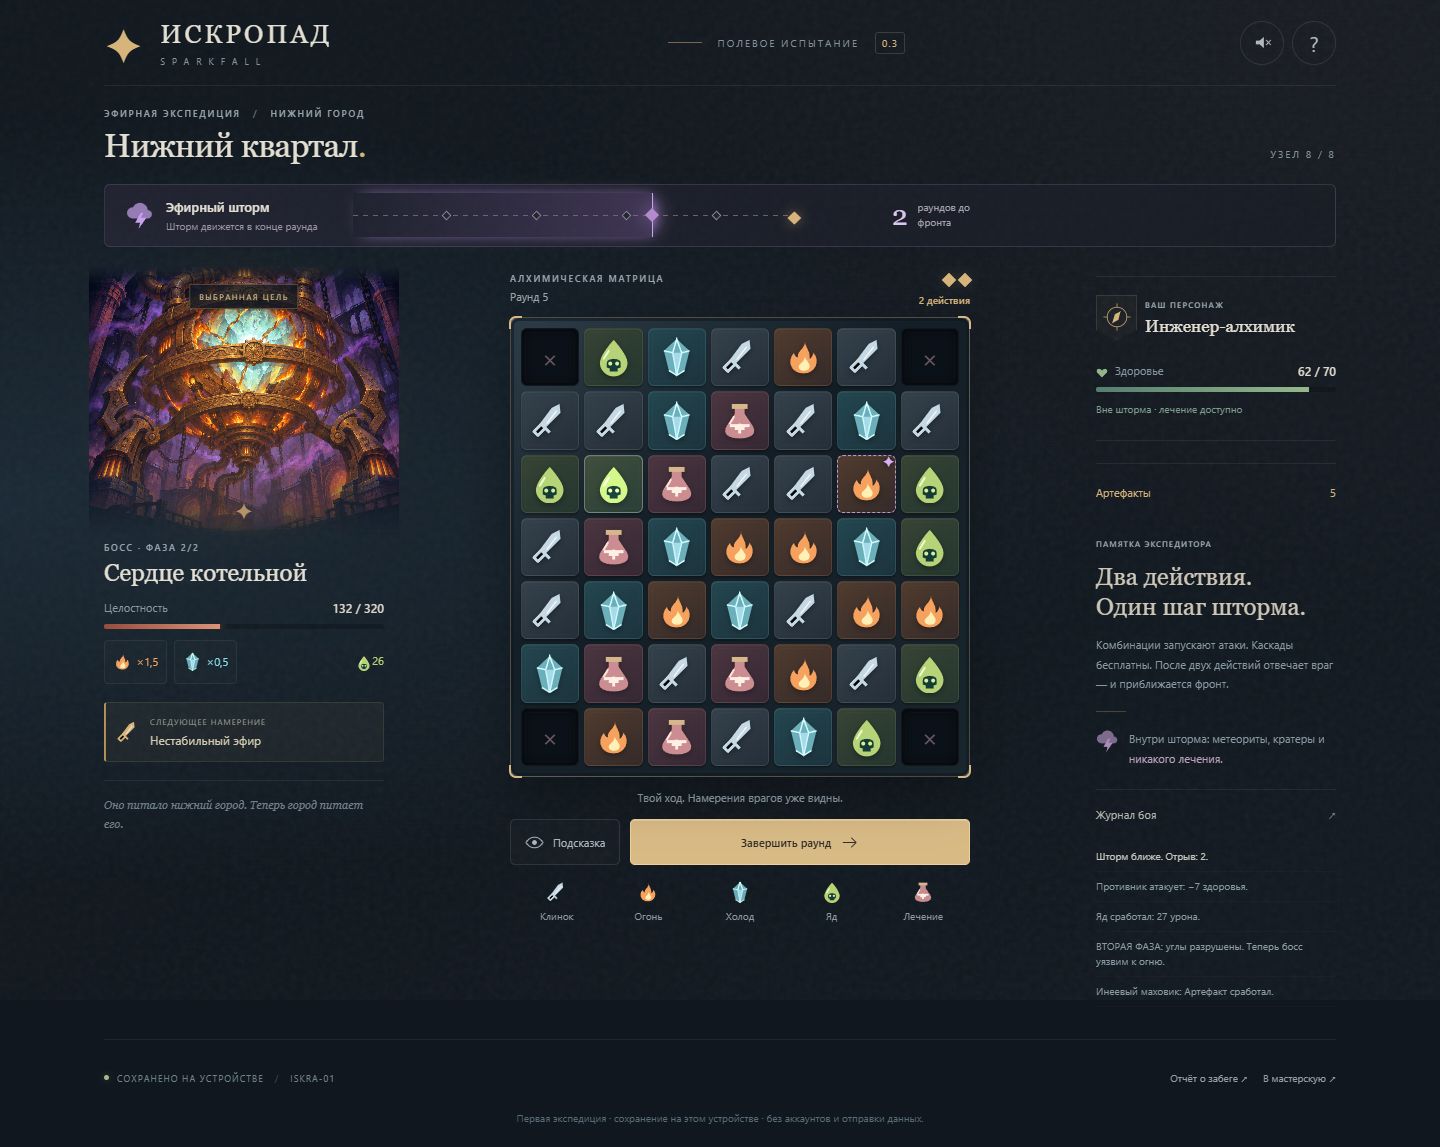 ИСКРОПАД
SPARKFALL
ПОЛЕВОЕ ИСПЫТАНИЕ 0.3
?
ЭФИРНАЯ ЭКСПЕДИЦИЯ / НИЖНИЙ ГОРОД
Нижний квартал.
УЗЕЛ 8 / 8
Эфирный шторм
Шторм движется в конце раунда
2 раундов до
фронта
ВЫБРАННАЯ ЦЕЛЬ
БОСС · ФАЗА 2/2
Сердце котельной
Целостность 132 / 320
×1,5 ×0,5 26
СЛЕДУЮЩЕЕ НАМЕРЕНИЕ
Нестабильный эфир
Оно питало нижний город. Теперь город питает
его.
АЛХИМИЧЕСКАЯ МАТРИЦА
Раунд 5
2 действия
Твой ход. Намерения врагов уже видны.
Подсказка
Завершить раунд →
Клинок Огонь Холод Яд Лечение
ВАШ ПЕРСОНАЖ
Инженер-алхимик
Здоровье 62 / 70
Вне шторма · лечение доступно
Артефакты 5
ПАМЯТКА ЭКСПЕДИТОРА
Два действия.
Один шаг шторма.
Комбинации запускают атаки. Каскады
бесплатны. После двух действий отвечает враг
— и приближается фронт.
Внутри шторма: метеориты, кратеры и
никакого лечения.
Журнал боя ↗
Шторм ближе. Отрыв: 2.
Противник атакует: −7 здоровья.
Яд сработал: 27 урона.
ВТОРАЯ ФАЗА: углы разрушены. Теперь босс
уязвим к огню.
Инеевый маховик: Артефакт сработал.
СОХРАНЕНО НА УСТРОЙСТВЕ / ISKRA-01
Отчёт о забеге ↗ В мастерскую ↗
Первая экспедиция · сохранение на этом устройстве · без аккаунтов и отправки данных.